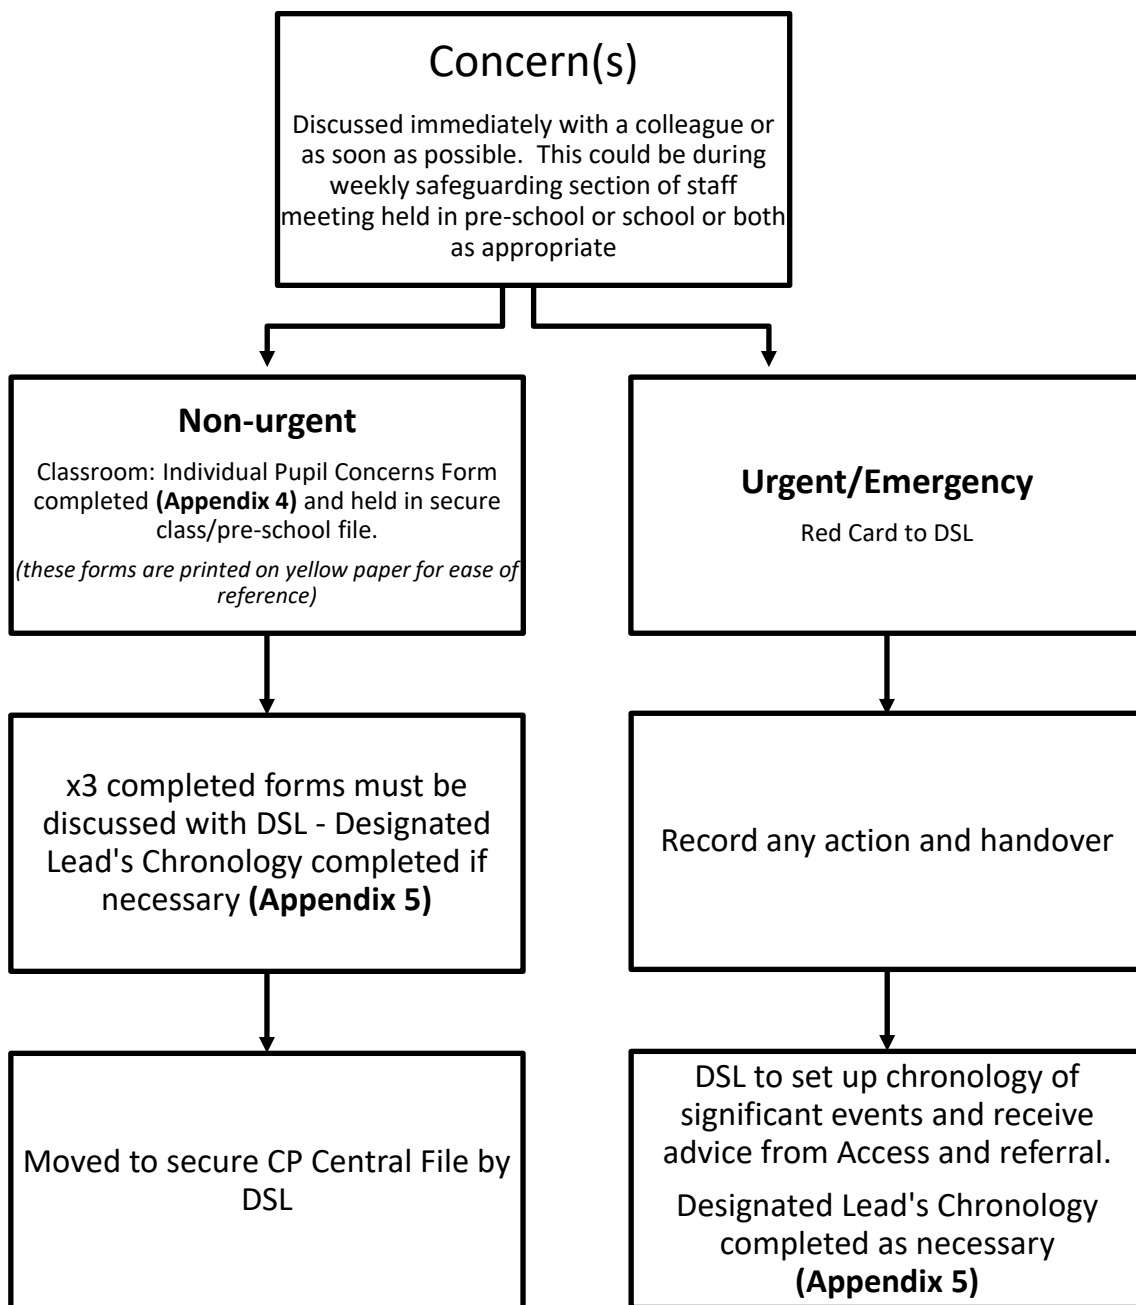 Concern(s)
Discussed immediately with a colleague or
as soon as possible.  This could be during
weekly safeguarding section of staff
meeting held in pre-school or school or both
as appropriate
Non-urgent
Classroom: Individual Pupil Concerns Form
completed (Appendix 4) and held in secure
class/pre-school file.
(these forms are printed on yellow paper for ease of
reference)
x3 completed forms must be
discussed with DSL - Designated
Lead's Chronology completed if
necessary (Appendix 5)
Moved to secure CP Central File by
DSL
Urgent/Emergency
Red Card to DSL
Record any action and handover
DSL to set up chronology of
significant events and receive
advice from Access and referral.
Designated Lead's Chronology
completed as necessary
(Appendix 5)